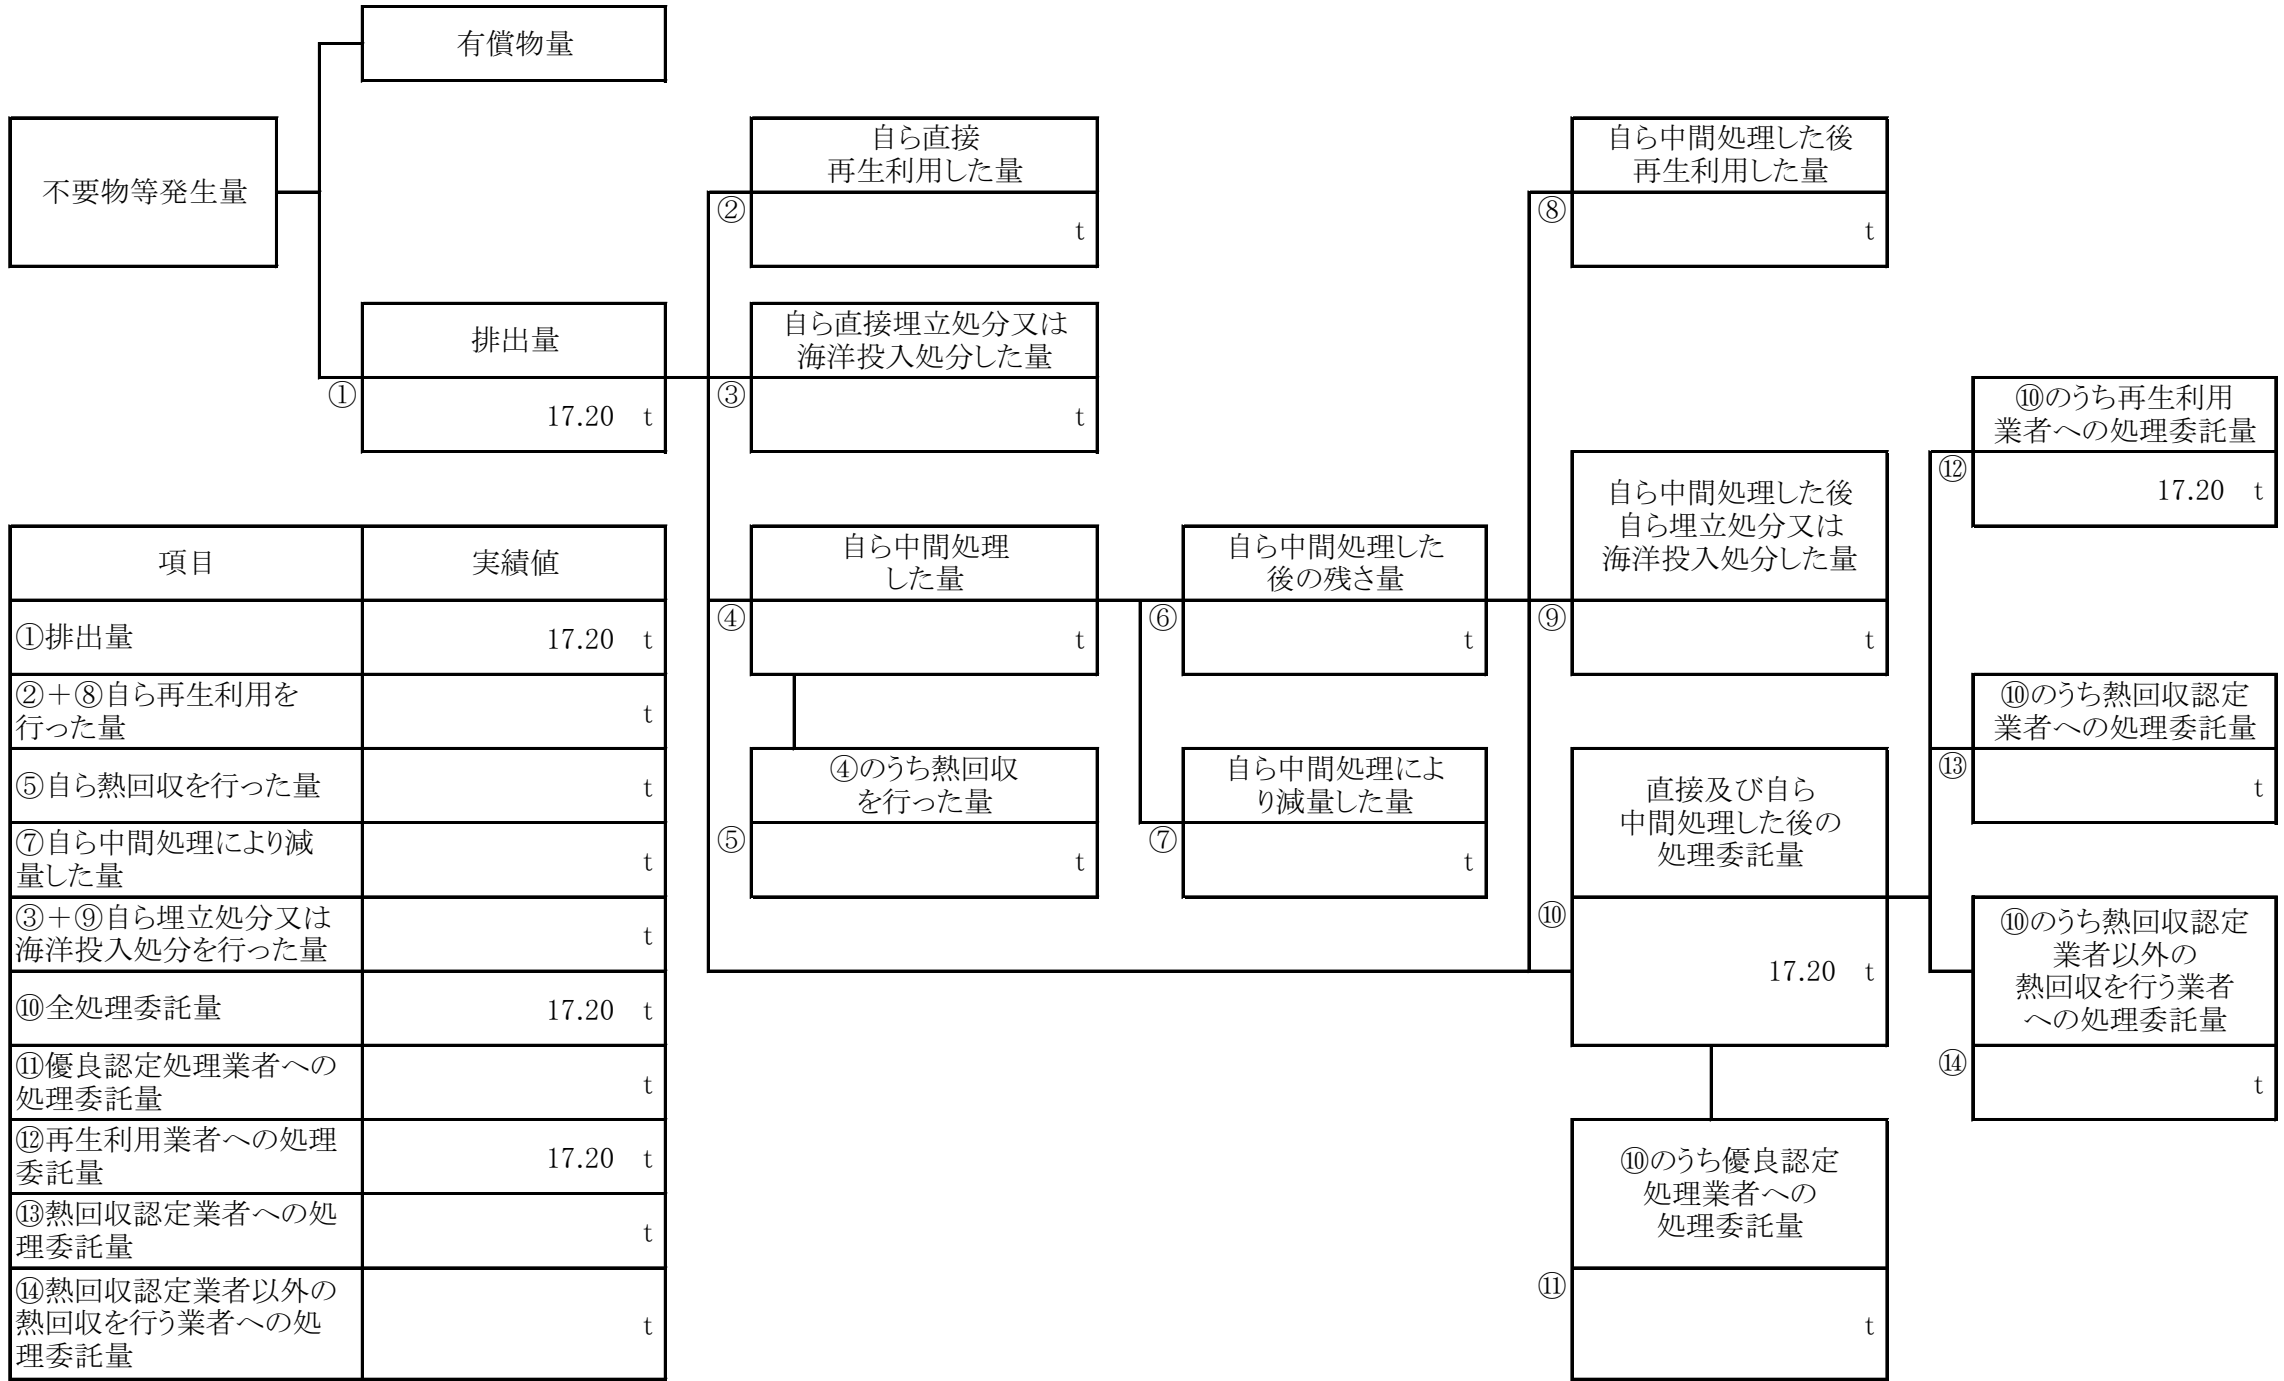 有償物量
不要物等発生量
排出量
①
17.20 t
自ら直接
再生利用した量
②
t
自ら直接埋立処分又は
海洋投入処分した量
③
t
自ら中間処理
した量
④
t
④のうち熱回収
を行った量
⑤
t
自ら中間処理した
後の残さ量
⑥
t
自ら中間処理によ
り減量した量
⑦
t
自ら中間処理した後
再生利用した量
⑧
t
自ら中間処理した後
自ら埋立処分又は
海洋投入処分した量
⑨
t
直接及び自ら
中間処理した後の
処理委託量
⑩
17.20 t
⑩のうち優良認定
処理業者への
処理委託量
⑪
t
⑩のうち再生利用
業者への処理委託量
⑫
17.20 t
⑩のうち熱回収認定
業者への処理委託量
⑬
t
⑩のうち熱回収認定
業者以外の
熱回収を行う業者
への処理委託量
⑭
t
項目 実績値
①排出量 17.20 t
②＋⑧自ら再生利用を
行った量
t
⑤自ら熱回収を行った量 t
⑦自ら中間処理により減
量した量
t
③＋⑨自ら埋立処分又は
海洋投入処分を行った量
t
⑩全処理委託量 17.20 t
⑪優良認定処理業者への
処理委託量
t
⑫再生利用業者への処理
委託量
17.20 t
⑬熱回収認定業者への処
理委託量
t
⑭熱回収認定業者以外の
熱回収を行う業者への処
理委託量
t